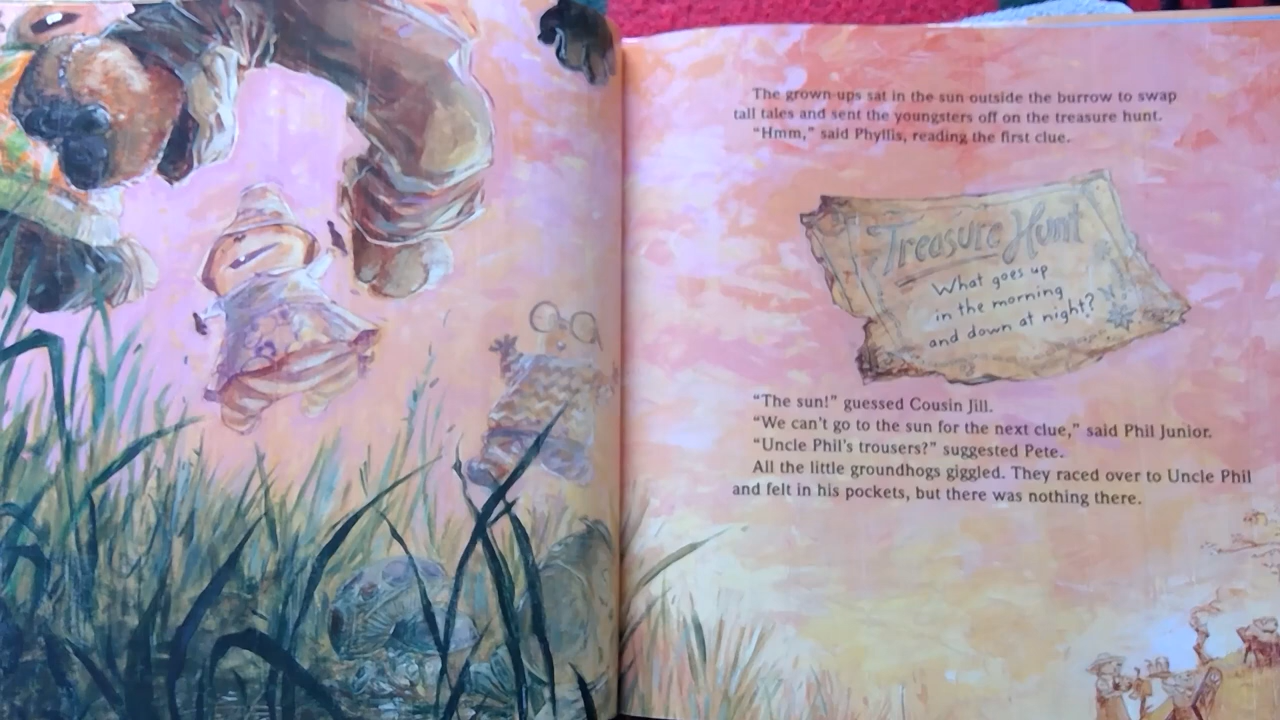 The grown-ups sat in the sun outside the burrow to swap
tall tales and sent the youngsters off on the treasure hunt.
“Hmm,” said Phyllis, reading the first clue.
Treasure Hunt
What goes up
in the morning
and down at night?
“The sun!” guessed Cousin Jill.
“We can't go to the sun for the next clue,” said Phil Junior.
“Uncle Phil's trousers?” suggested Pete.
All the little groundhogs giggled. They raced over to Uncle Phil
and felt in his pockets, but there was nothing there.